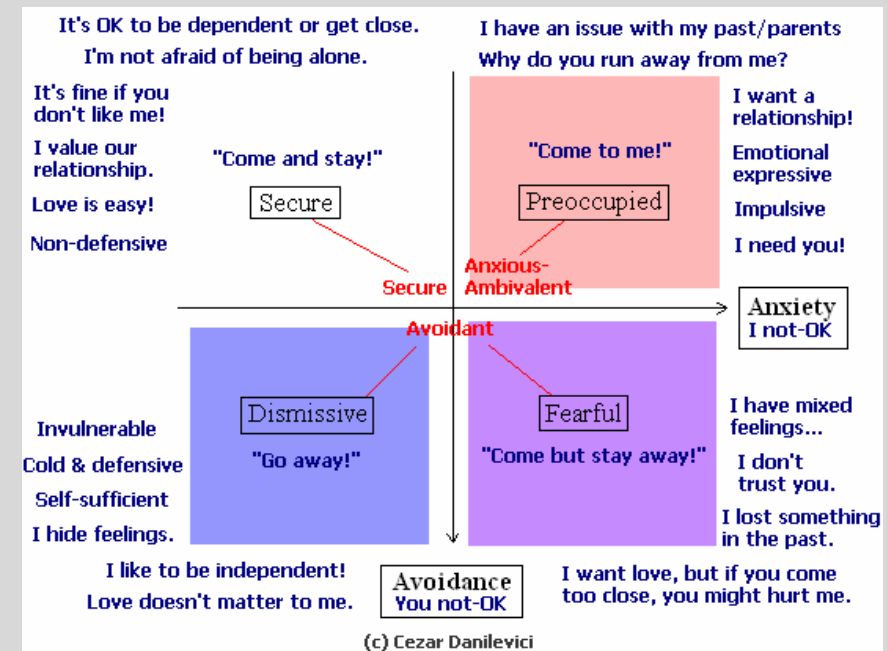 It's OK to be dependent or get close.
I'm not afraid of being alone.
It's fine if you
don't like me!
I value our
relationship.
Love is easy!
Non-defensive
"Come and stay!"
Secure
Secure
I have an issue with my past/parents
Why do you run away from me?
"Come to me!"
Preoccupied
Anxious-
Ambivalent
I want a
relationship!
Emotional
expressive
Impulsive
I need you!
Anxiety
I not-OK
Avoidant
Dismissive
"Go away!"
Invulnerable
Cold & defensive
Self-sufficient
I hide feelings.
I like to be independent!
Love doesn't matter to me.
Fearful
"Come but stay away!"
I have mixed
feelings...
I don't
trust you.
I lost something
in the past.
I want love, but if you come
too close, you might hurt me.
Avoidance
You not-OK
(c) Cezar Danilevici